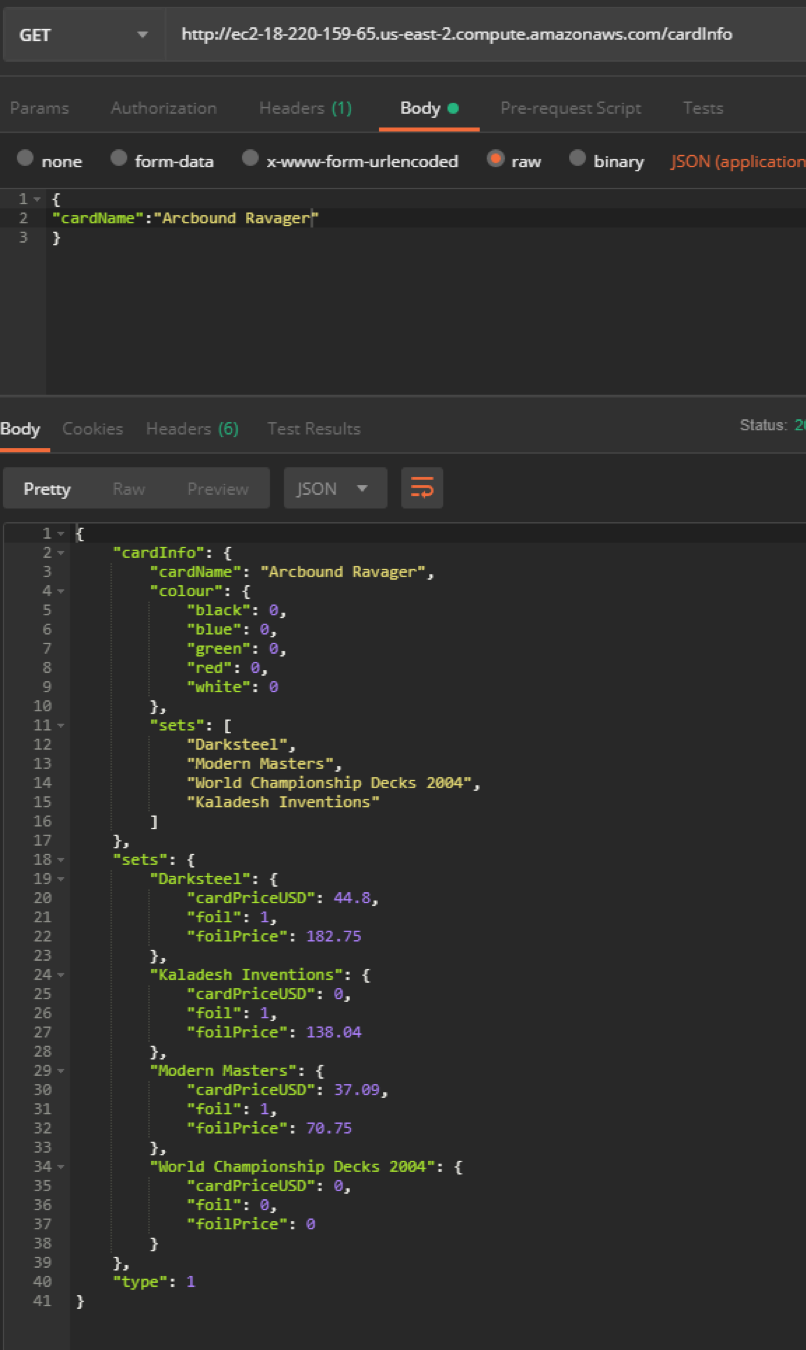 GET http://ec2-18-220-159-65.us-east-2.compute.amazonaws.com/cardInfo
Params Authorization Headers (1) Body Pre-request Script Tests
none form-data x-www-form-urlencoded raw binary JSON (application
1 {
2 "cardName":"Arcbound Ravager"
3 }
Body Cookies Headers (6) Test Results Status: 20
Pretty Raw Preview JSON
1 {
2 "cardInfo": {
3 "cardName": "Arcbound Ravager",
4 "colour": {
5 "black": 0,
6 "blue": 0,
7 "green": 0,
8 "red": 0,
9 "white": 0
10 },
11 "sets": [
12 "Darksteel",
13 "Modern Masters",
14 "World Championship Decks 2004",
15 "Kaladesh Inventions"
16 ]
17 },
18 "sets": {
19 "Darksteel": {
20 "cardPriceUSD": 44.8,
21 "foil": 1,
22 "foilPrice": 182.75
23 },
24 "Kaladesh Inventions": {
25 "cardPriceUSD": 0,
26 "foil": 1,
27 "foilPrice": 138.04
28 },
29 "Modern Masters": {
30 "cardPriceUSD": 37.09,
31 "foil": 1,
32 "foilPrice": 70.75
33 },
34 "World Championship Decks 2004": {
35 "cardPriceUSD": 0,
36 "foil": 0,
37 "foilPrice": 0
38 }
39 },
40 "type": 1
41 }